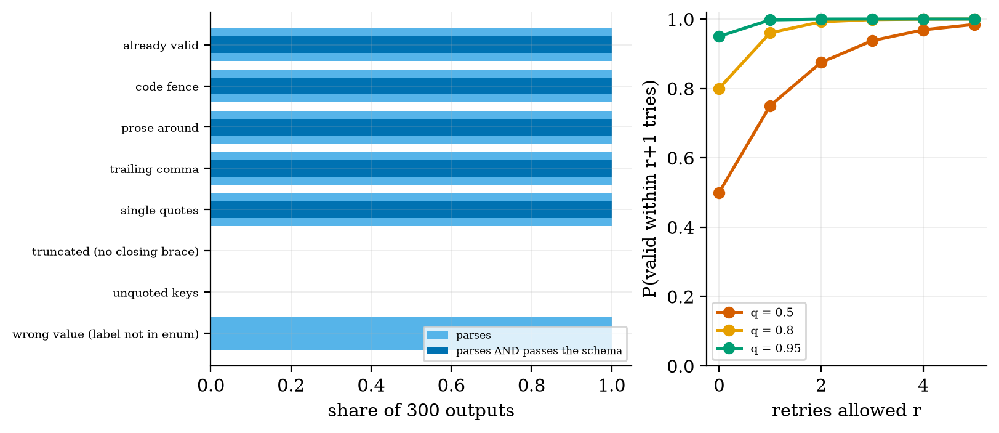 already valid
code fence
prose around
trailing comma
single quotes
truncated (no closing brace)
unquoted keys
wrong value (label not in enum)
parses
parses AND passes the schema
0.0 0.2 0.4 0.6 0.8 1.0
share of 300 outputs
P(valid within r+1 tries)
1.0
0.8
0.6
0.4
0.2
0.0
q = 0.5
q = 0.8
q = 0.95
0 2 4
retries allowed r